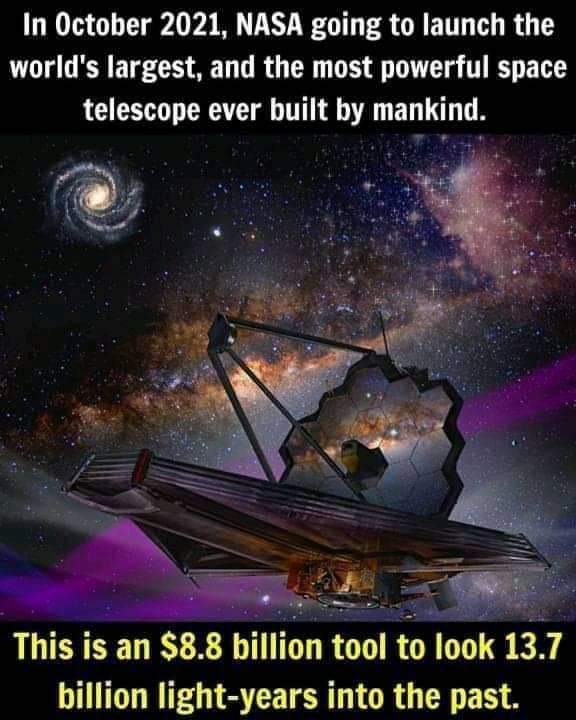 In October 2021, NASA going to launch the
world's largest, and the most powerful space
telescope ever built by mankind.
This is an $8.8 billion tool to look 13.7
billion light-years into the past.